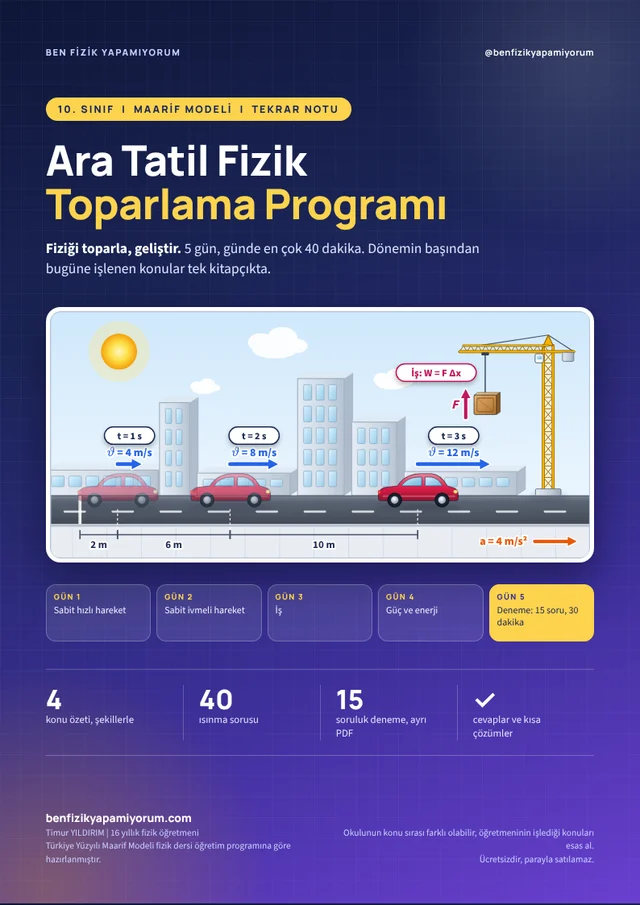 BEN FİZİK YAPAMIYORUM
@benfizikyapamiyorum
10. SINIF | MAARİF MODELİ | TEKRAR NOTU
Ara Tatil Fizik
Toparlama Programı
Fiziği toparla, geliştir. 5 gün, günde en çok 40 dakika. Dönemin başından
bugüne işlenen konular tek kitapçıkta.
İş: W = F Δx
F
t = 1 s
t = 2 s
t = 3 s
ϑ = 4 m/s
ϑ = 8 m/s
ϑ = 12 m/s
2 m
6 m
10 m
a = 4 m/s²
GÜN 1
Sabit hızlı hareket
GÜN 2
Sabit ivmeli hareket
GÜN 3
İş
GÜN 4
Güç ve enerji
GÜN 5
Deneme: 15 soru, 30
dakika
4
konu özeti, şekillerle
40
ısınma sorusu
15
soruluk deneme, ayrı
PDF
✓
cevaplar ve kısa
çözümler
benfizikyapamiyorum.com
Timur YILDIRIM | 16 yıllık fizik öğretmeni
Türkiye Yüzyılı Maarif Modeli fizik dersi öğretim programına göre
hazırlanmıştır.
Okulunun konu sırası farklı olabilir, öğretmeninin işlediği konuları
esas al.
Ücretsizdir, parayla satılamaz.